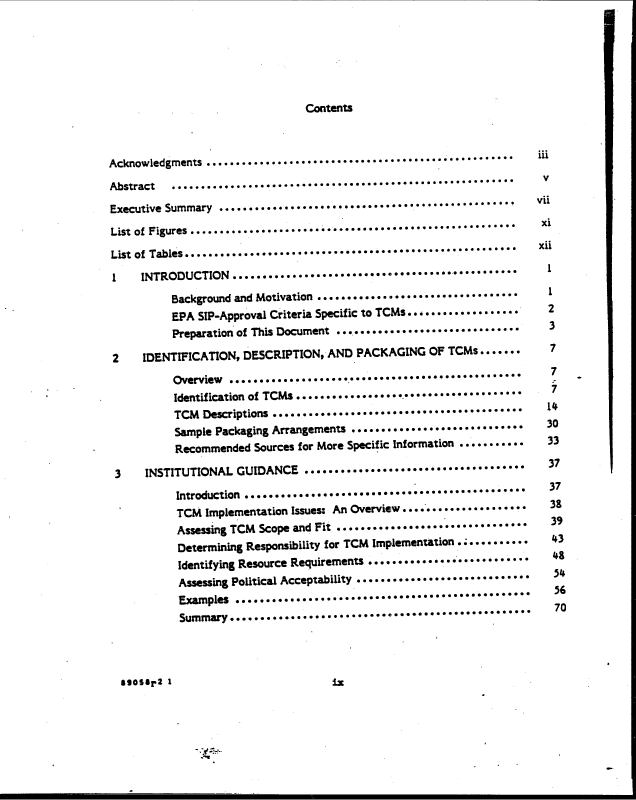 Contents
Acknowledgments .................................................. iii
Abstract .................................................. v
Executive Summary .................................................. vii
List of Figures .................................................. xi
List of Tables .................................................. xii
1 INTRODUCTION .................................................. 1
Background and Motivation .................................................. 1
EPA SIP-Approval Criteria Specific to TCMs .................... 2
Preparation of This Document .................................. 3
2 IDENTIFICATION, DESCRIPTION, AND PACKAGING OF TCMs ....... 7
Overview .................................................. 7
Identification of TCMs ........................................ 7
TCM Descriptions .............................................. 14
Sample Packaging Arrangements ................................ 30
Recommended Sources for More Specific Information ........... 33
3 INSTITUTIONAL GUIDANCE ........................................ 37
Introduction .................................................. 37
TCM Implementation Issues: An Overview ...................... 38
Assessing TCM Scope and Fit .................................. 39
Determining Responsibility for TCM Implementation ............ 43
Identifying Resource Requirements ............................ 48
Assessing Political Acceptability ............................ 54
Examples .................................................. 56
Summary .................................................. 70
89058r2 1 ix